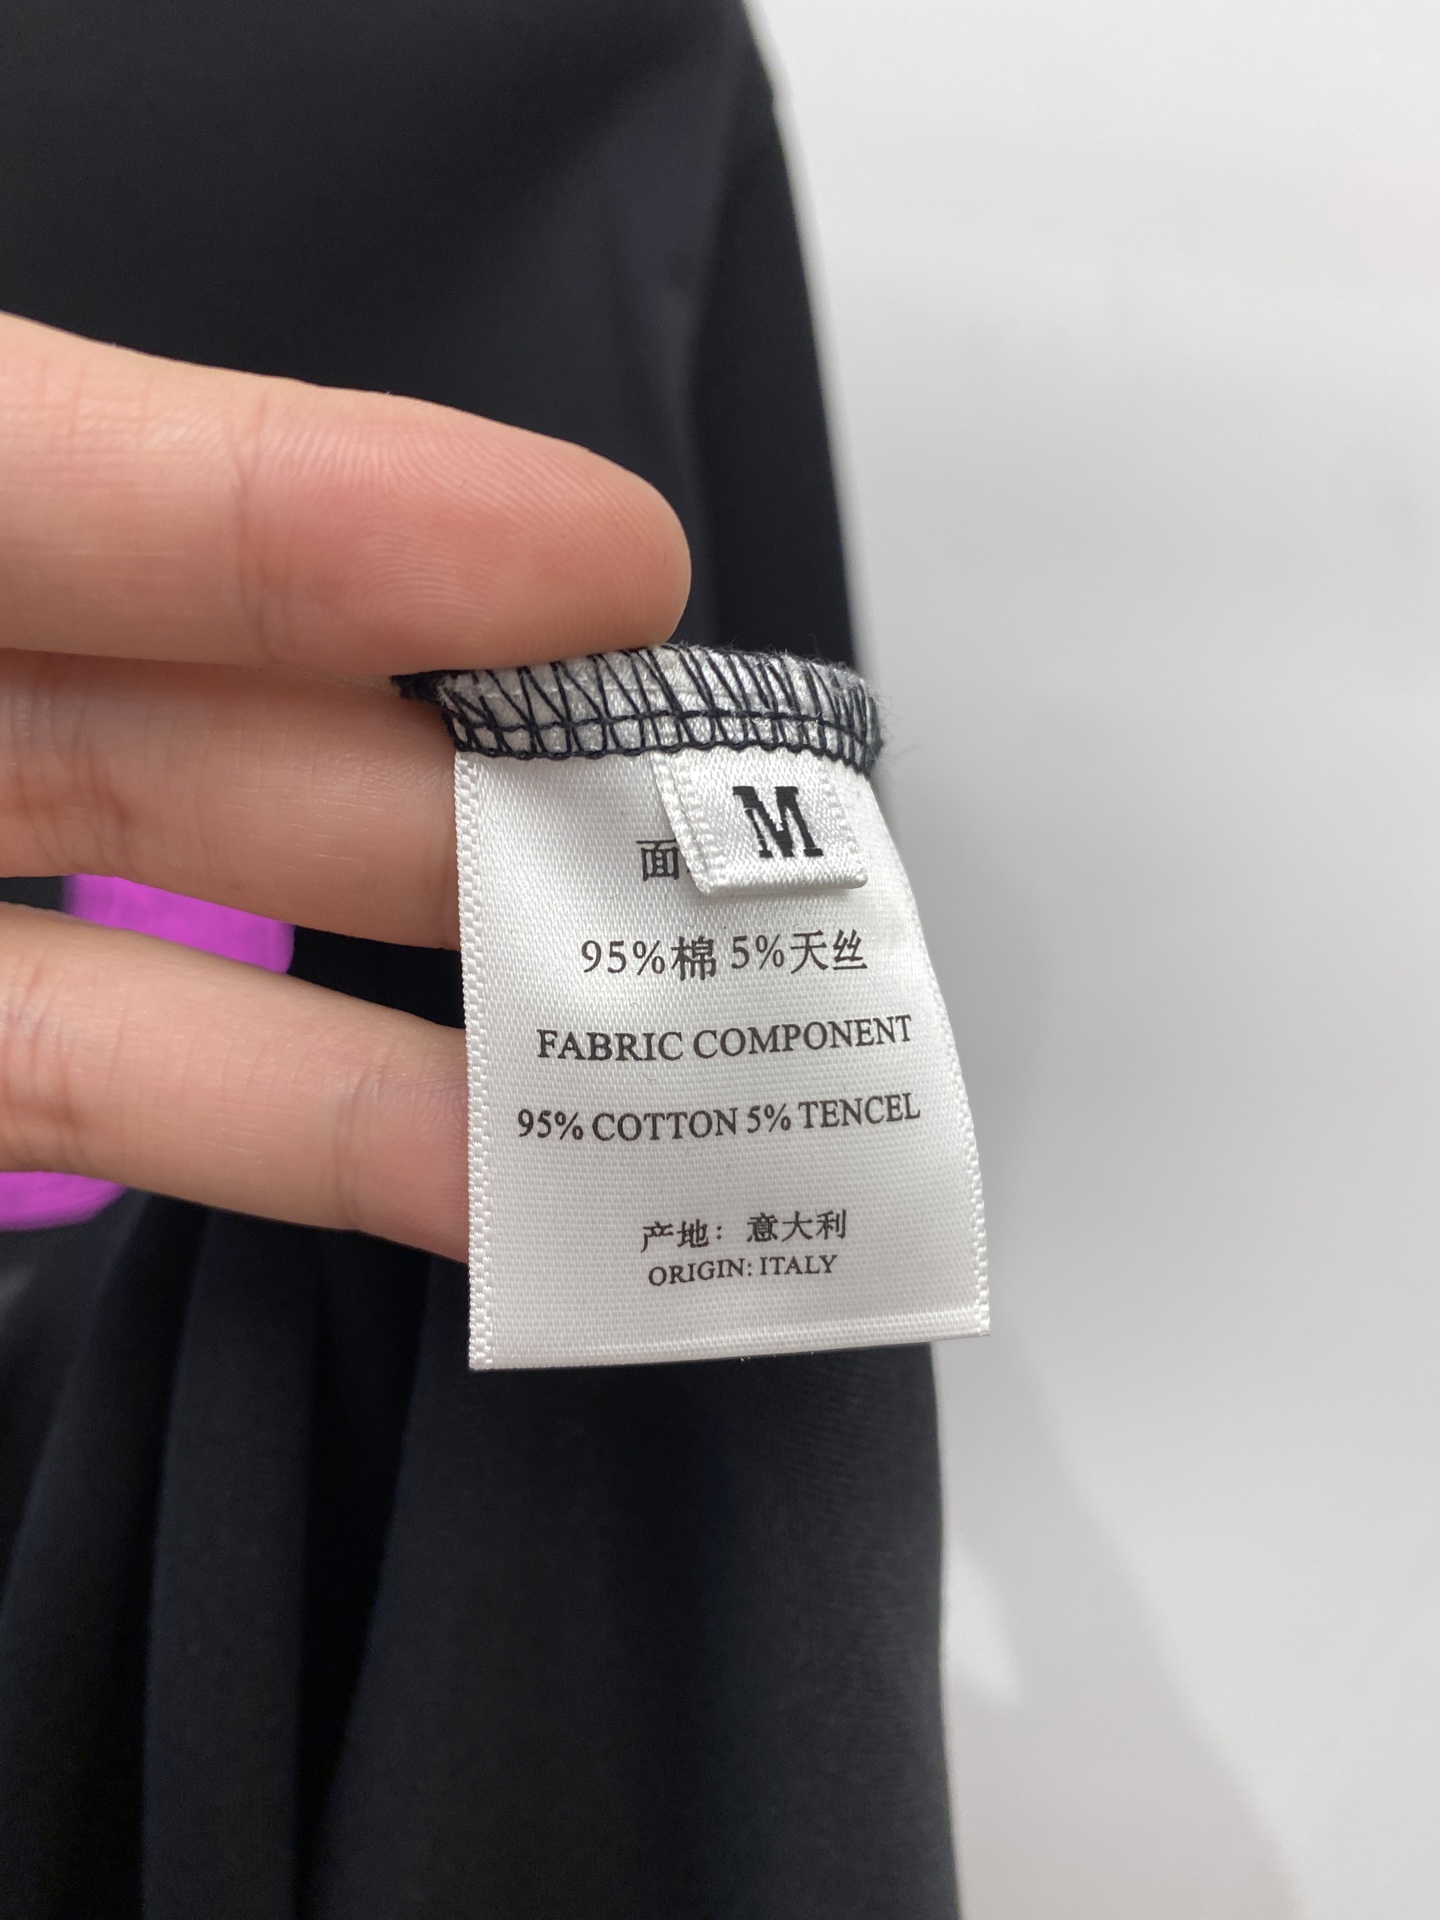 M
面
95%棉 5%天丝
FABRIC COMPONENT
95% COTTON 5% TENCEL
产地：意大利
ORIGIN: ITALY